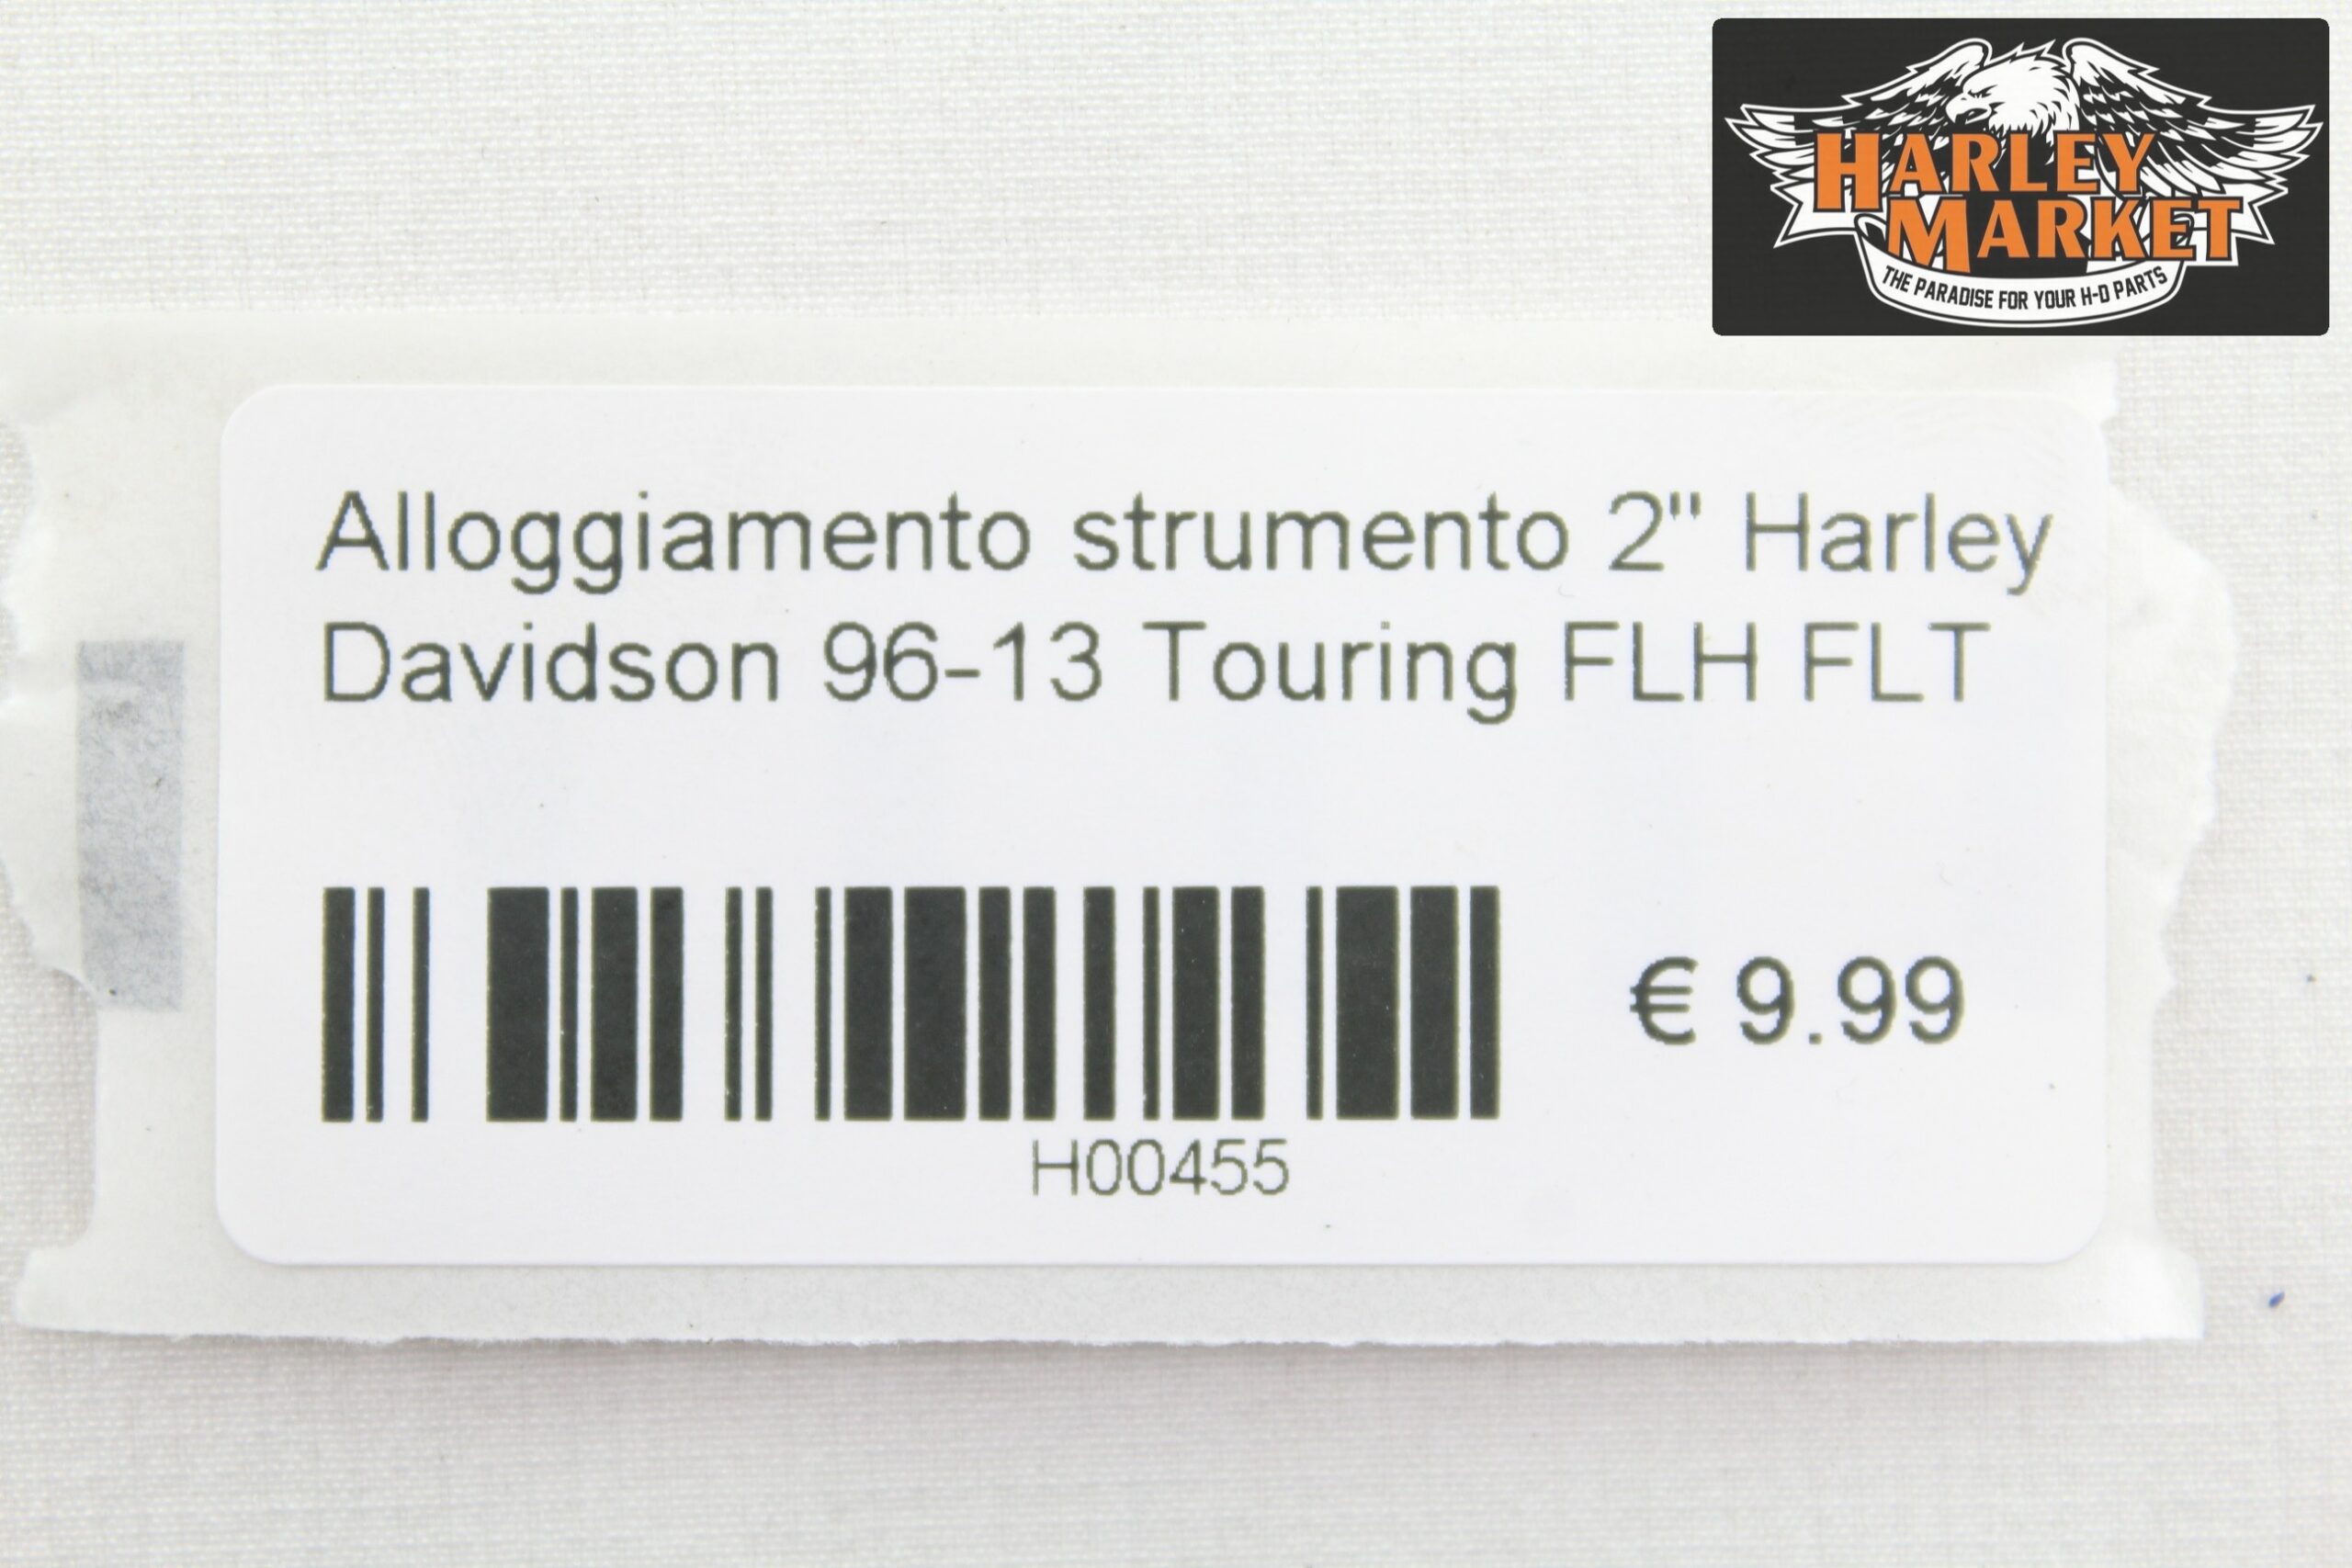 HARLEY
MARKET
THE PARADISE FOR YOUR H-D PARTS
Alloggiamento strumento 2" Harley
Davidson 96-13 Touring FLH FLT
€ 9.99
H00455